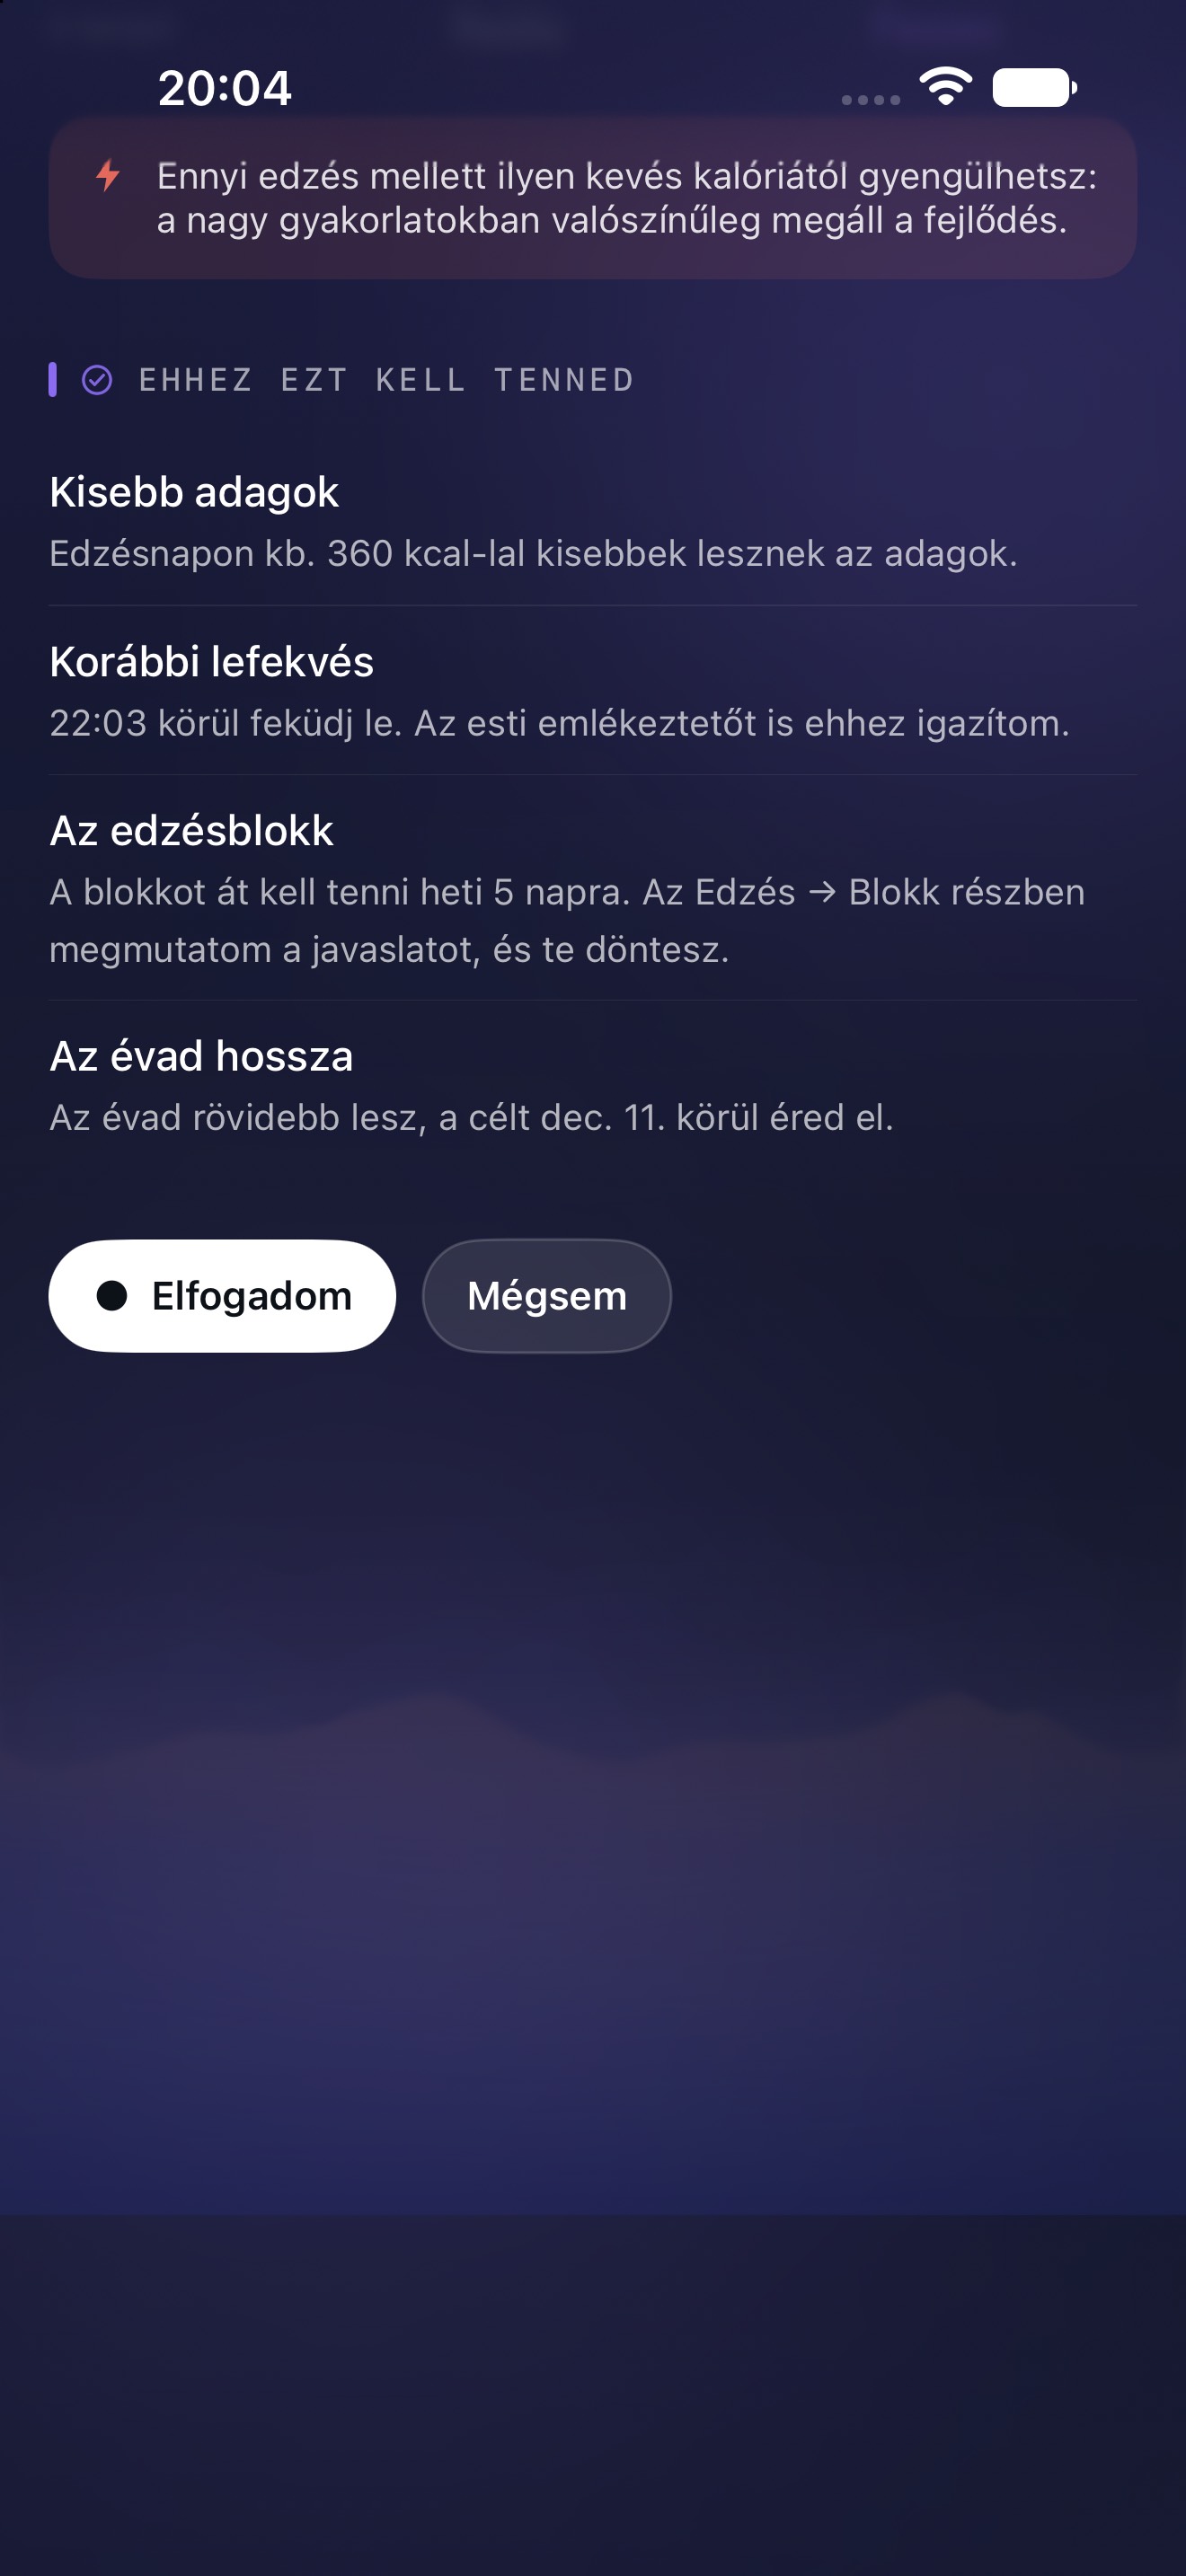 20:04
Ennyi edzés mellett ilyen kevés kalóriától gyengülhetsz:
a nagy gyakorlatokban valószínűleg megáll a fejlődés.
EHHEZ EZT KELL TENNED
Kisebb adagok
Edzésnapon kb. 360 kcal-lal kisebbek lesznek az adagok.
Korábbi lefekvés
22:03 körül feküdj le. Az esti emlékeztetőt is ehhez igazítom.
Az edzésblokk
A blokkot át kell tenni heti 5 napra. Az Edzés → Blokk részben
megmutatom a javaslatot, és te döntesz.
Az évad hossza
Az évad rövidebb lesz, a célt dec. 11. körül éred el.
Elfogadom
Mégsem